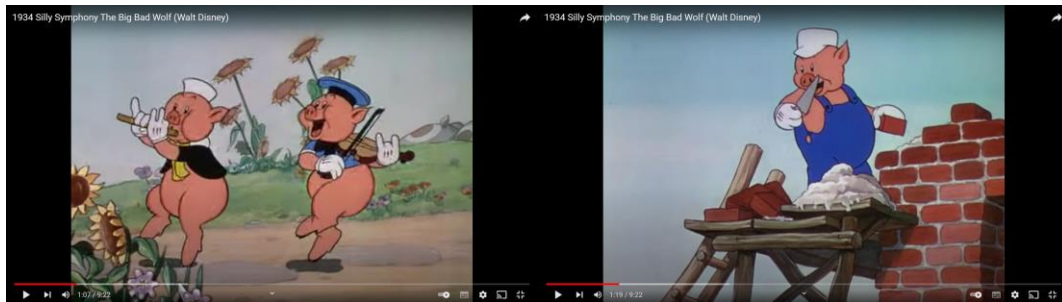 1934 Silly Symphony The Big Bad Wolf (Walt Disney)
1:07 / 9:22
1934 Silly Symphony The Big Bad Wolf (Walt Disney)
1:19 / 9:22